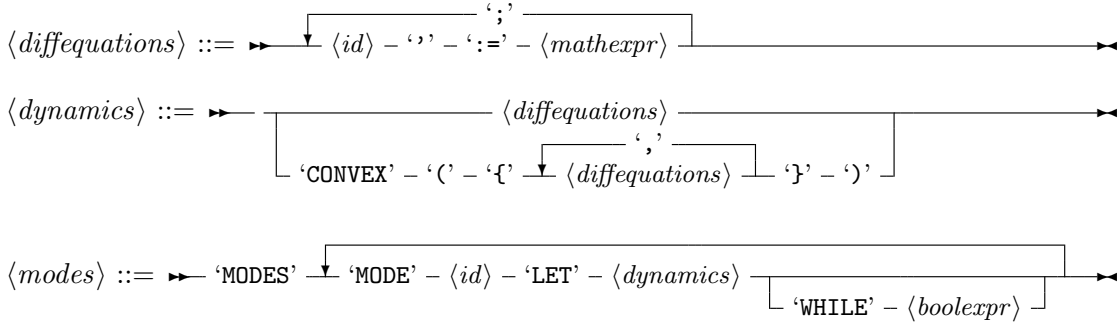 ‘;’
⟨diffequations⟩ ::= ⟨id⟩ – ‘’’ – ‘:=’ – ⟨mathexpr⟩
⟨dynamics⟩ ::= ⟨diffequations⟩
‘,’
‘CONVEX’ – ‘(’ – ‘{’ ⟨diffequations⟩ ‘}’ – ‘)’
⟨modes⟩ ::= ‘MODES’ ‘MODE’ – ⟨id⟩ – ‘LET’ – ⟨dynamics⟩
‘WHILE’ – ⟨boolexpr⟩